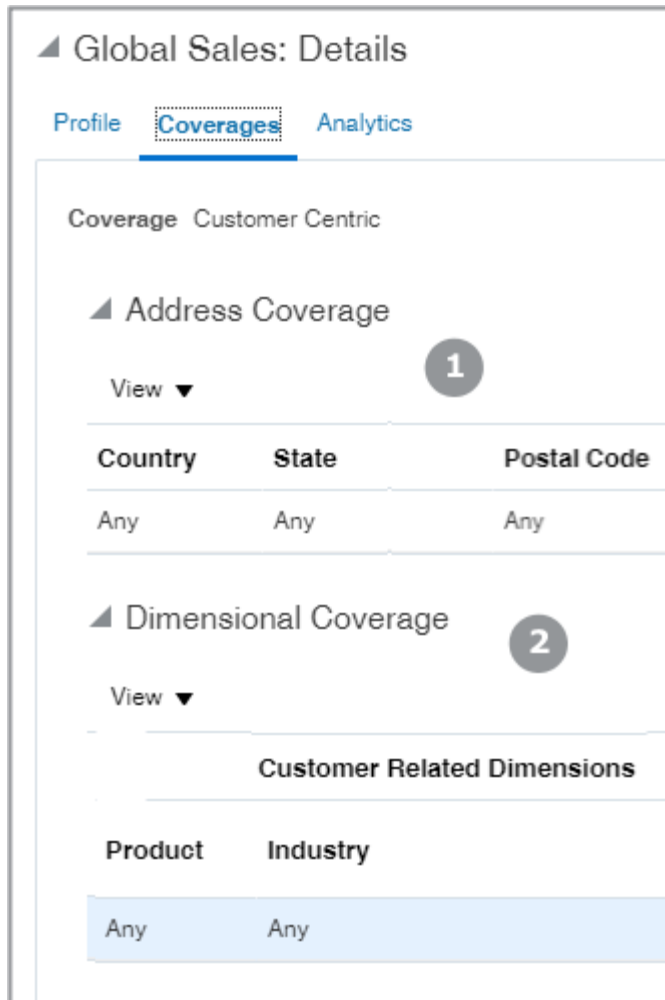 Global Sales: Details
Profile Coverages Analytics
Coverage Customer Centric
Address Coverage
1
View
Country State Postal Code
Any Any Any
Dimensional Coverage
2
View
Customer Related Dimensions
Product Industry
Any Any